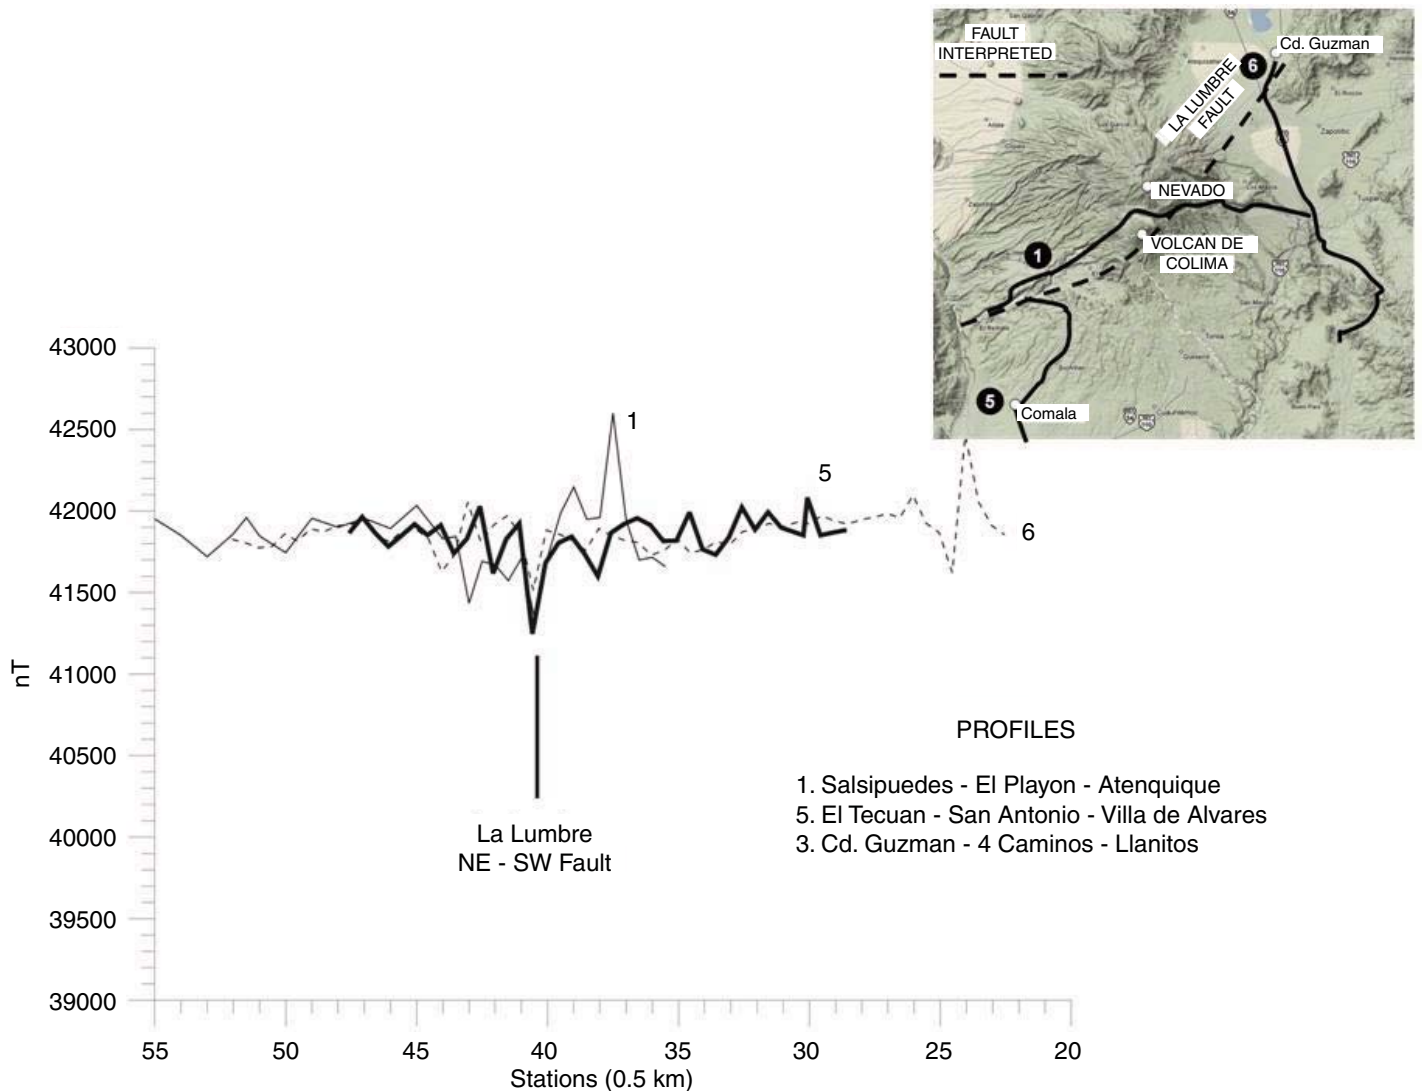 FAULT
INTERPRETED
LA LUMBRE
FAULT
6
Cd. Guzman
NEVADO
VOLCAN DE
COLIMA
1
5
Comala
43000
42500
42000
41500
41000
40500
40000
39500
39000
nT
1
5
6
La Lumbre
NE - SW Fault
PROFILES
1. Salsipuedes - El Playon - Atenquique
5. El Tecuan - San Antonio - Villa de Alvares
3. Cd. Guzman - 4 Caminos - Llanitos
55 50 45 40 35 30 25 20
Stations (0.5 km)